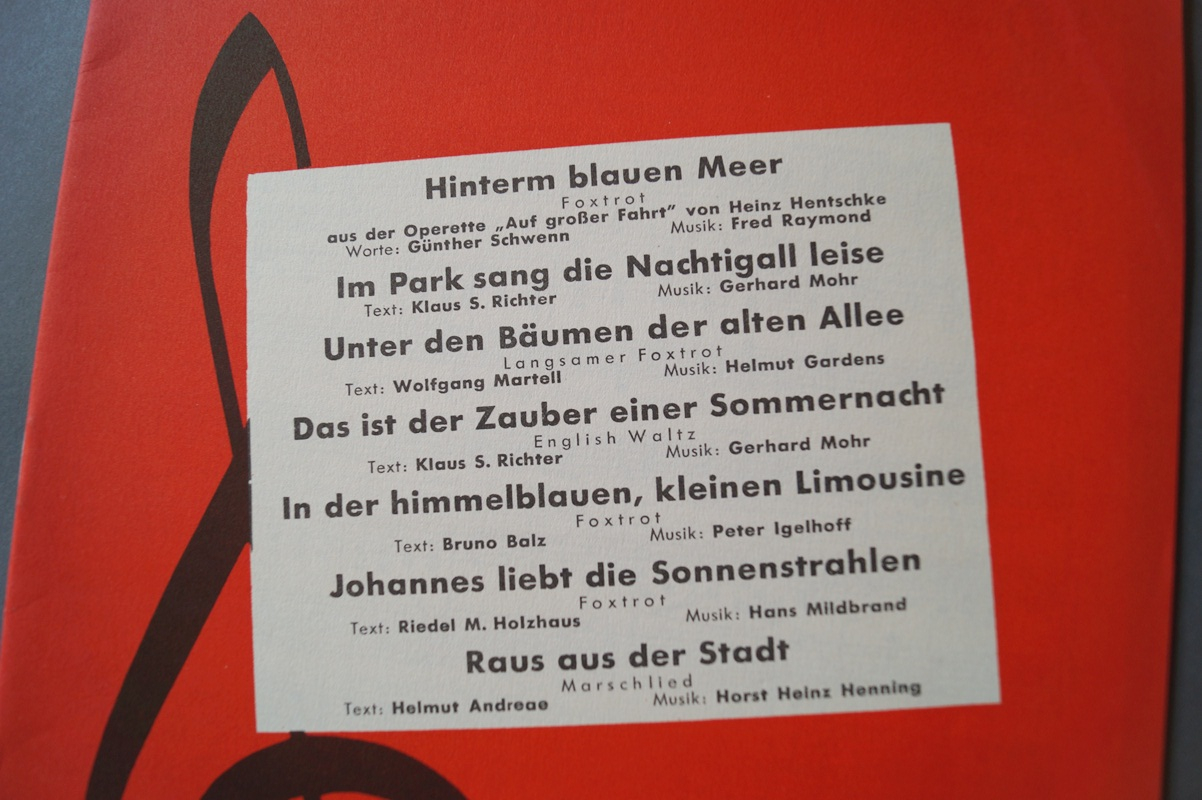 Hinterm blauen Meer
Foxtrot
aus der Operette „Auf großer Fahrt” von Heinz Hentschke
Worte: Günther Schwenn Musik: Fred Raymond
Im Park sang die Nachtigall leise
Text: Klaus S. Richter Musik: Gerhard Mohr
Unter den Bäumen der alten Allee
Langsamer Foxtrot
Text: Wolfgang Martell Musik: Helmut Gardens
Das ist der Zauber einer Sommernacht
English Waltz
Text: Klaus S. Richter Musik: Gerhard Mohr
In der himmelblauen, kleinen Limousine
Foxtrot
Text: Bruno Balz Musik: Peter Igelhoff
Johannes liebt die Sonnenstrahlen
Foxtrot
Text: Riedel M. Holzhaus Musik: Hans Mildbrand
Raus aus der Stadt
Marschlied
Text: Helmut Andreae Musik: Horst Heinz Henning